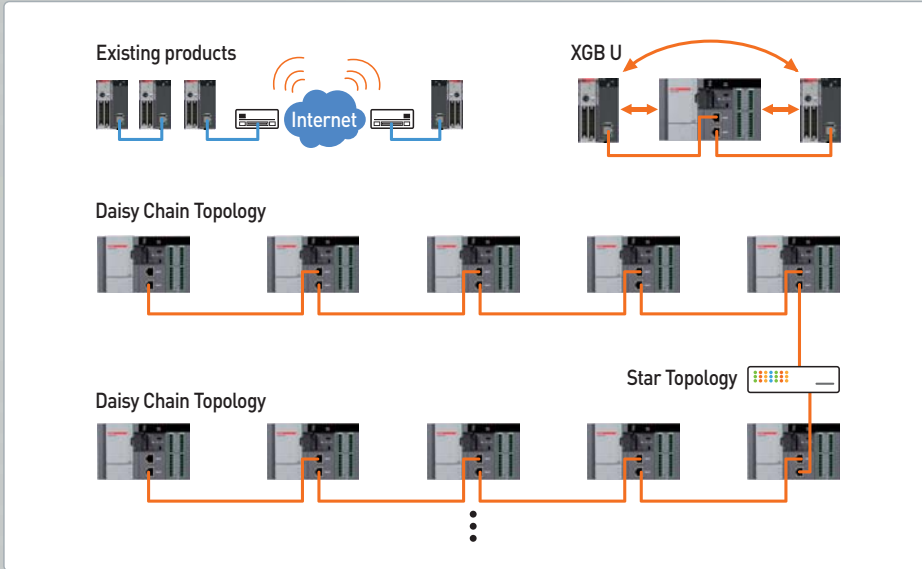 Existing products
XGB U
Internet
Daisy Chain Topology
Star Topology
Daisy Chain Topology